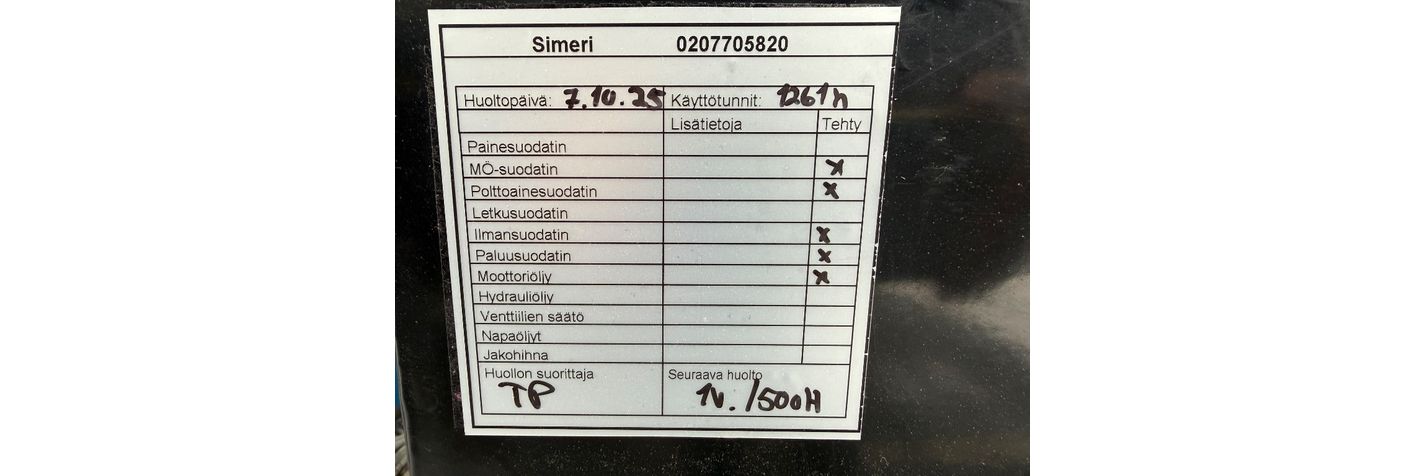 Simeri 0207705820
Huoltopäivä: 7.10.25 Käyttötunnit: 1261h
Lisätietoja Tehty
Painesuodatin
MÖ-suodatin x
Polttoainesuodatin x
Letkusuodatin
Ilmansuodatin x
Paluusuodatin x
Moottoriöljy x
Hydrauliöljy
Venttiilien säätö
Napaöljyt
Jakohihna
Huollon suorittaja Seuraava huolto
TP 1v./500H